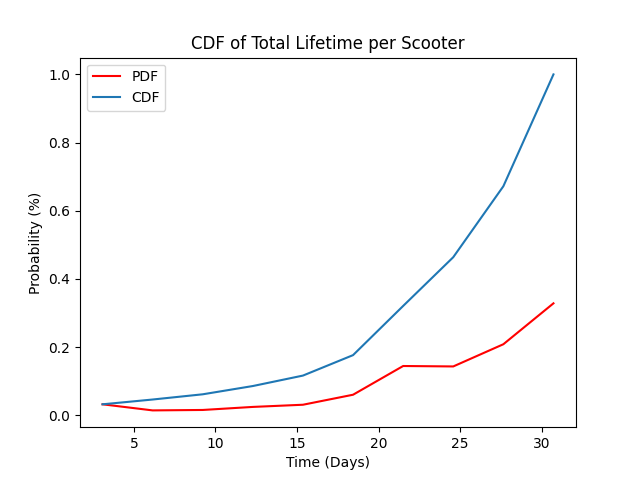 CDF of Total Lifetime per Scooter
PDF
CDF
1.0
0.8
0.6
0.4
0.2
0.0
Probability (%)
5 10 15 20 25 30
Time (Days)